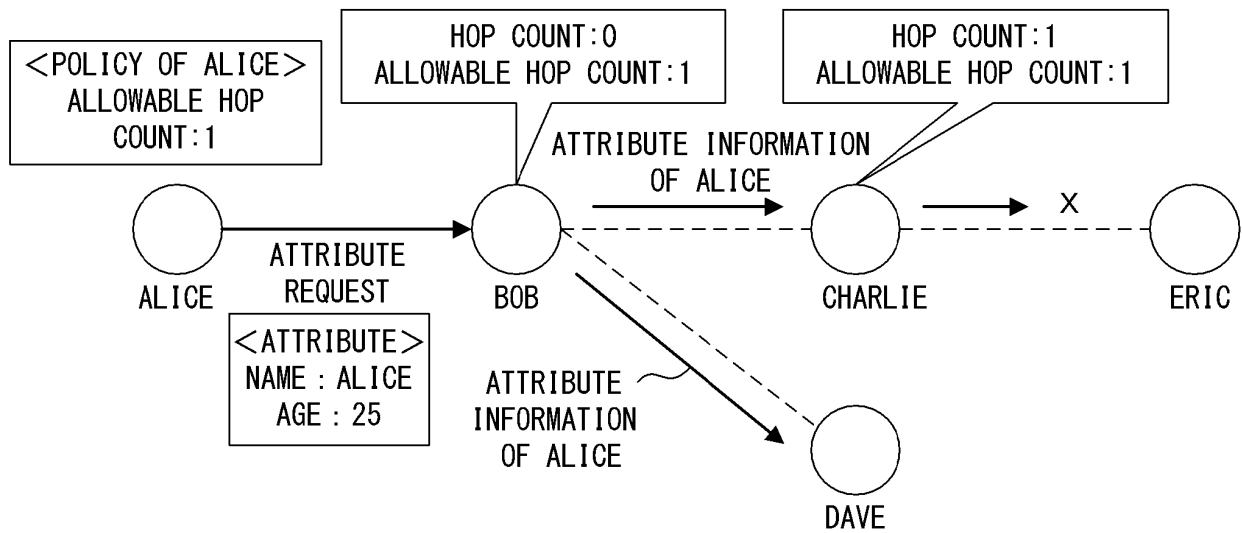 <POLICY OF ALICE>
ALLOWABLE HOP
COUNT:1
HOP COUNT:0
ALLOWABLE HOP COUNT:1
HOP COUNT:1
ALLOWABLE HOP COUNT:1
ATTRIBUTE INFORMATION
OF ALICE
X
ATTRIBUTE
REQUEST
ALICE
BOB
CHARLIE
ERIC
<ATTRIBUTE>
NAME : ALICE
AGE : 25
ATTRIBUTE
INFORMATION
OF ALICE
DAVE